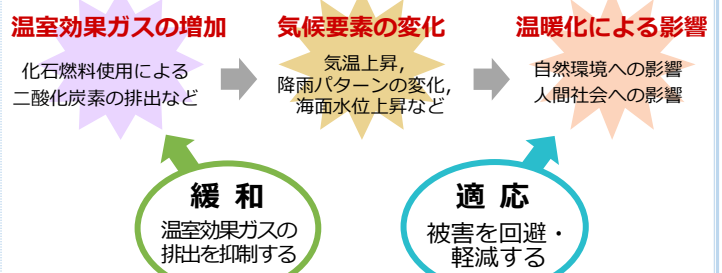 温室効果ガスの増加
化石燃料使用による
二酸化炭素の排出など
気候要素の変化
気温上昇,
降雨パターンの変化,
海面水位上昇など
温暖化による影響
自然環境への影響
人間社会への影響
緩和
温室効果ガスの
排出を抑制する
適応
被害を回避・
軽減する